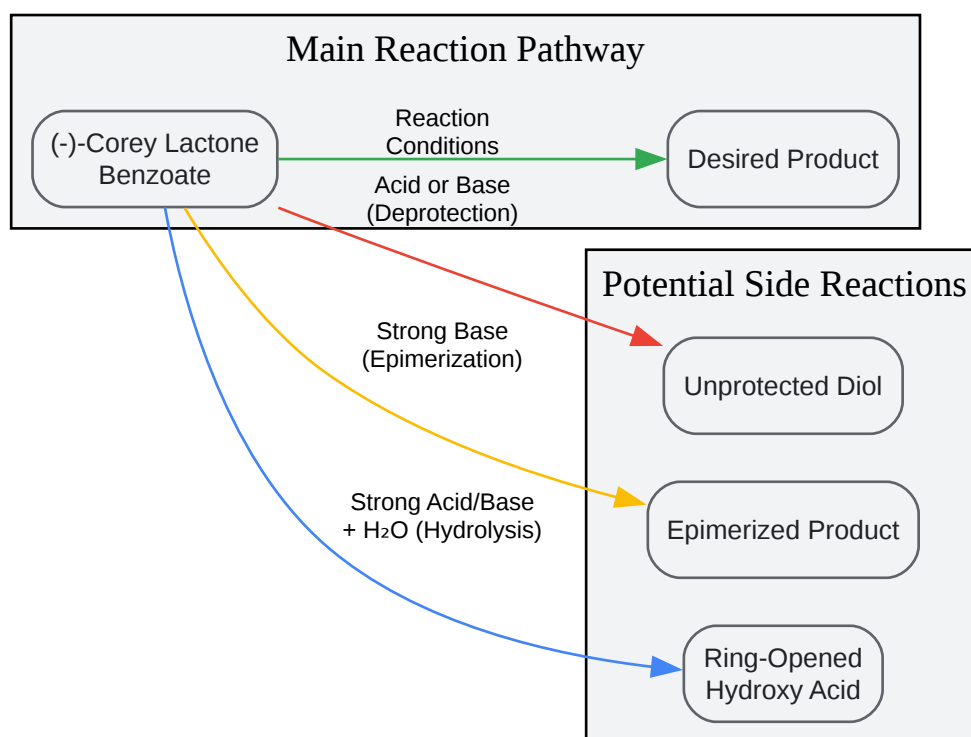 Main Reaction Pathway
(-)-Corey Lactone
Benzoate
Reaction
Conditions
Desired Product
Acid or Base
(Deprotection)
Potential Side Reactions
Strong Base
(Epimerization)
Unprotected Diol
Strong Acid/Base
+ H₂O (Hydrolysis)
Epimerized Product
Ring-Opened
Hydroxy Acid